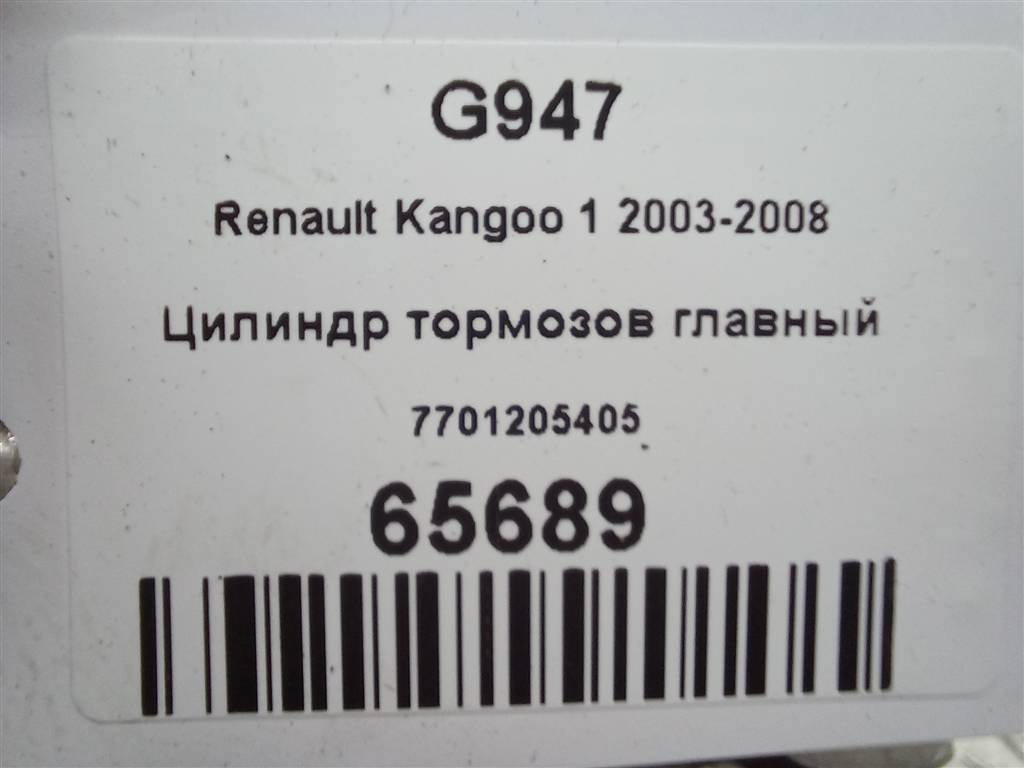 G947
Renault Kangoo 1 2003-2008
Цилиндр тормозов главный
7701205405
65689